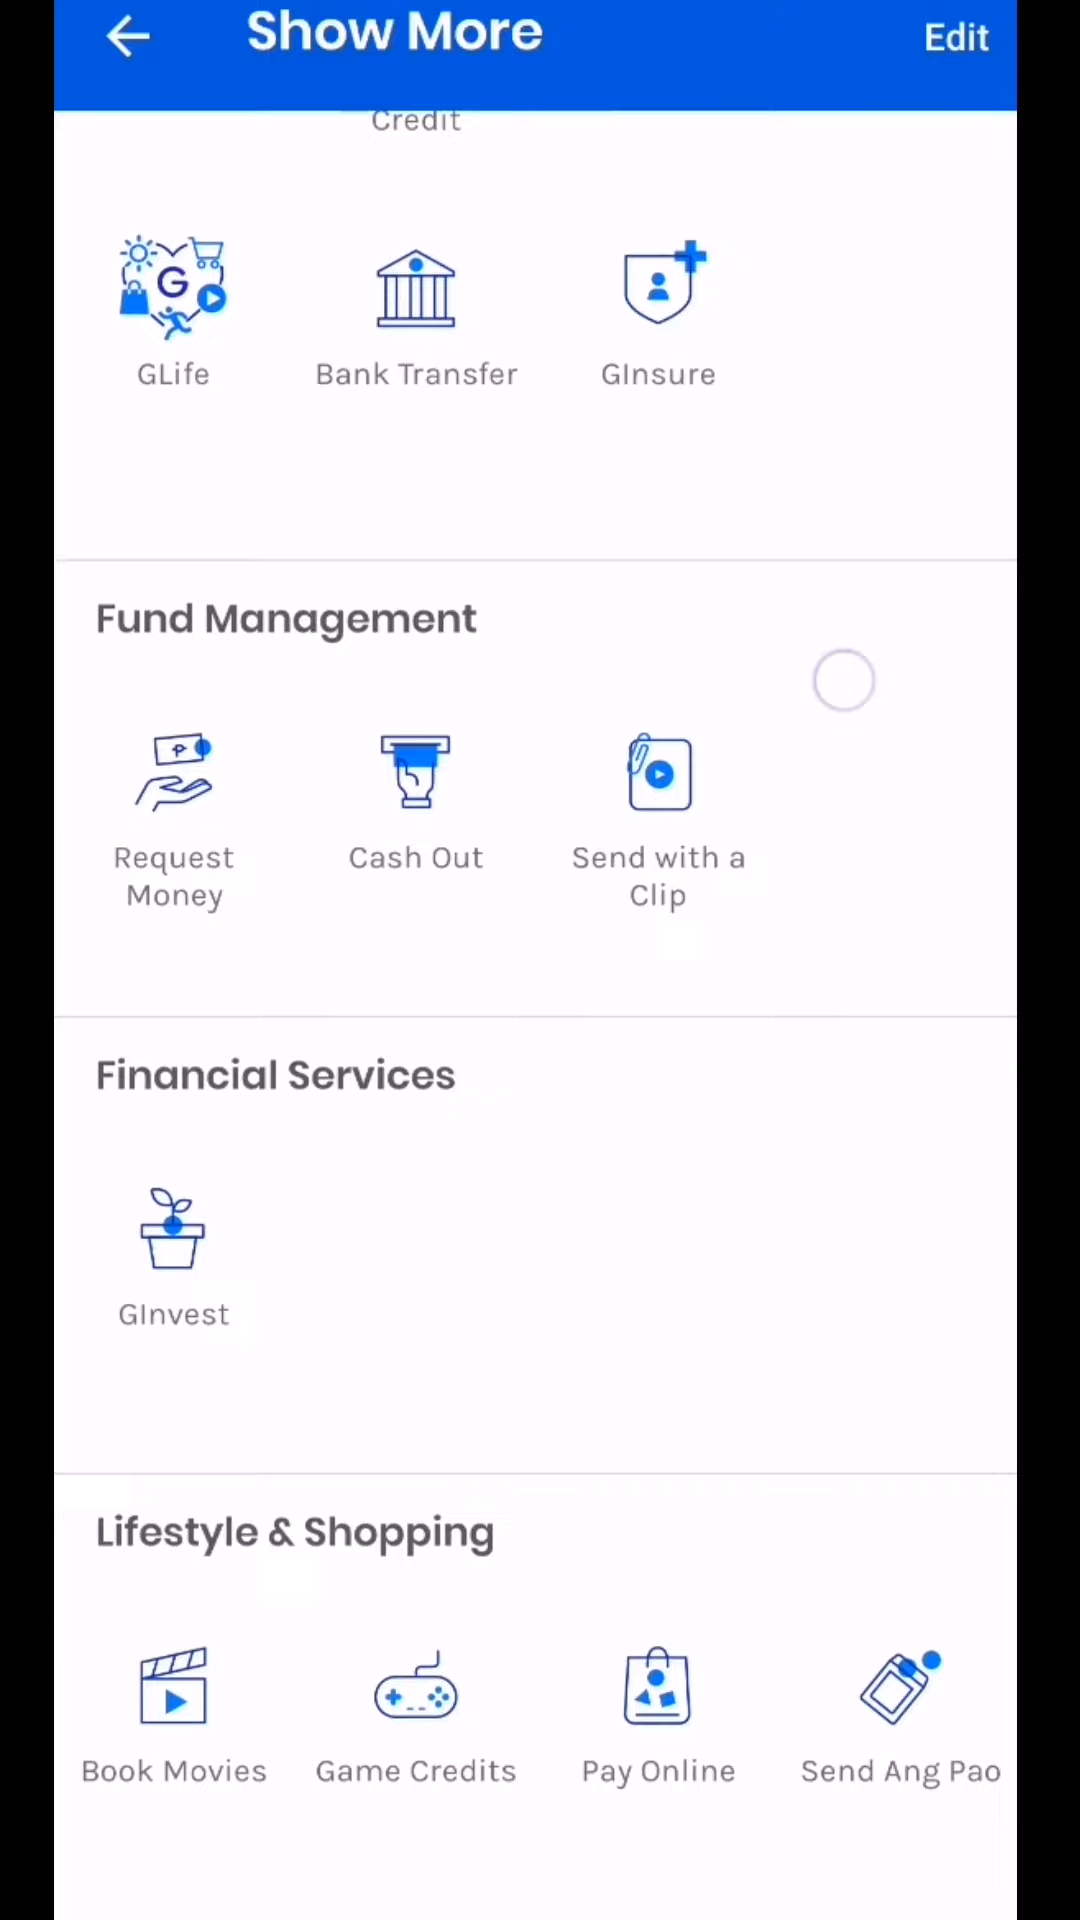 Show More
Edit
Credit
G
GLife
Bank Transfer
GInsure
Fund Management
₱
Request
Money
Cash Out
Send with a
Clip
Financial Services
GInvest
Lifestyle & Shopping
Book Movies
Game Credits
Pay Online
Send Ang Pao